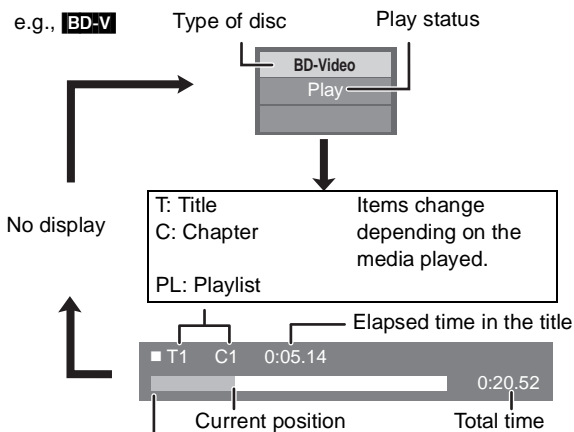 e.g., BD-V
Type of disc
Play status
BD-Video
Play
T: Title
C: Chapter
PL: Playlist
Items change
depending on the
media played.
No display
Elapsed time in the title
T1 C1 0:05.14
0:20.52
Current position
Total time